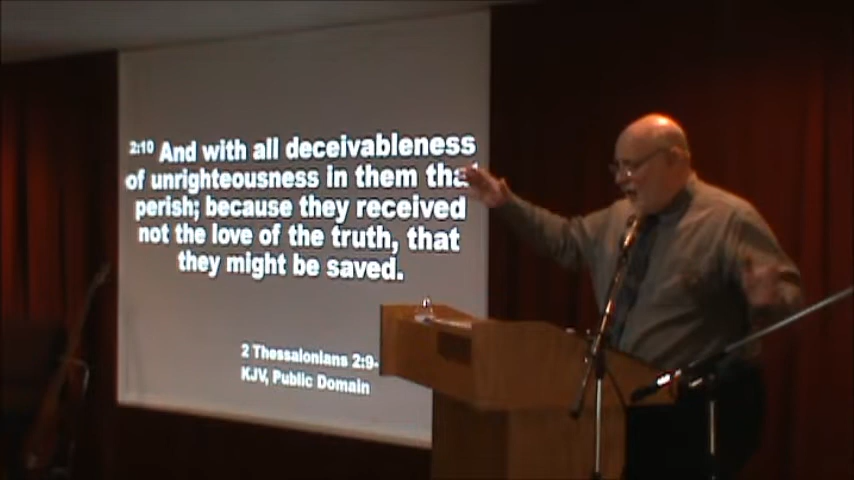 2:10 And with all deceivableness
of unrighteousness in them that
perish; because they received
not the love of the truth, that
they might be saved.
2 Thessalonians 2:9-
KJV, Public Domain